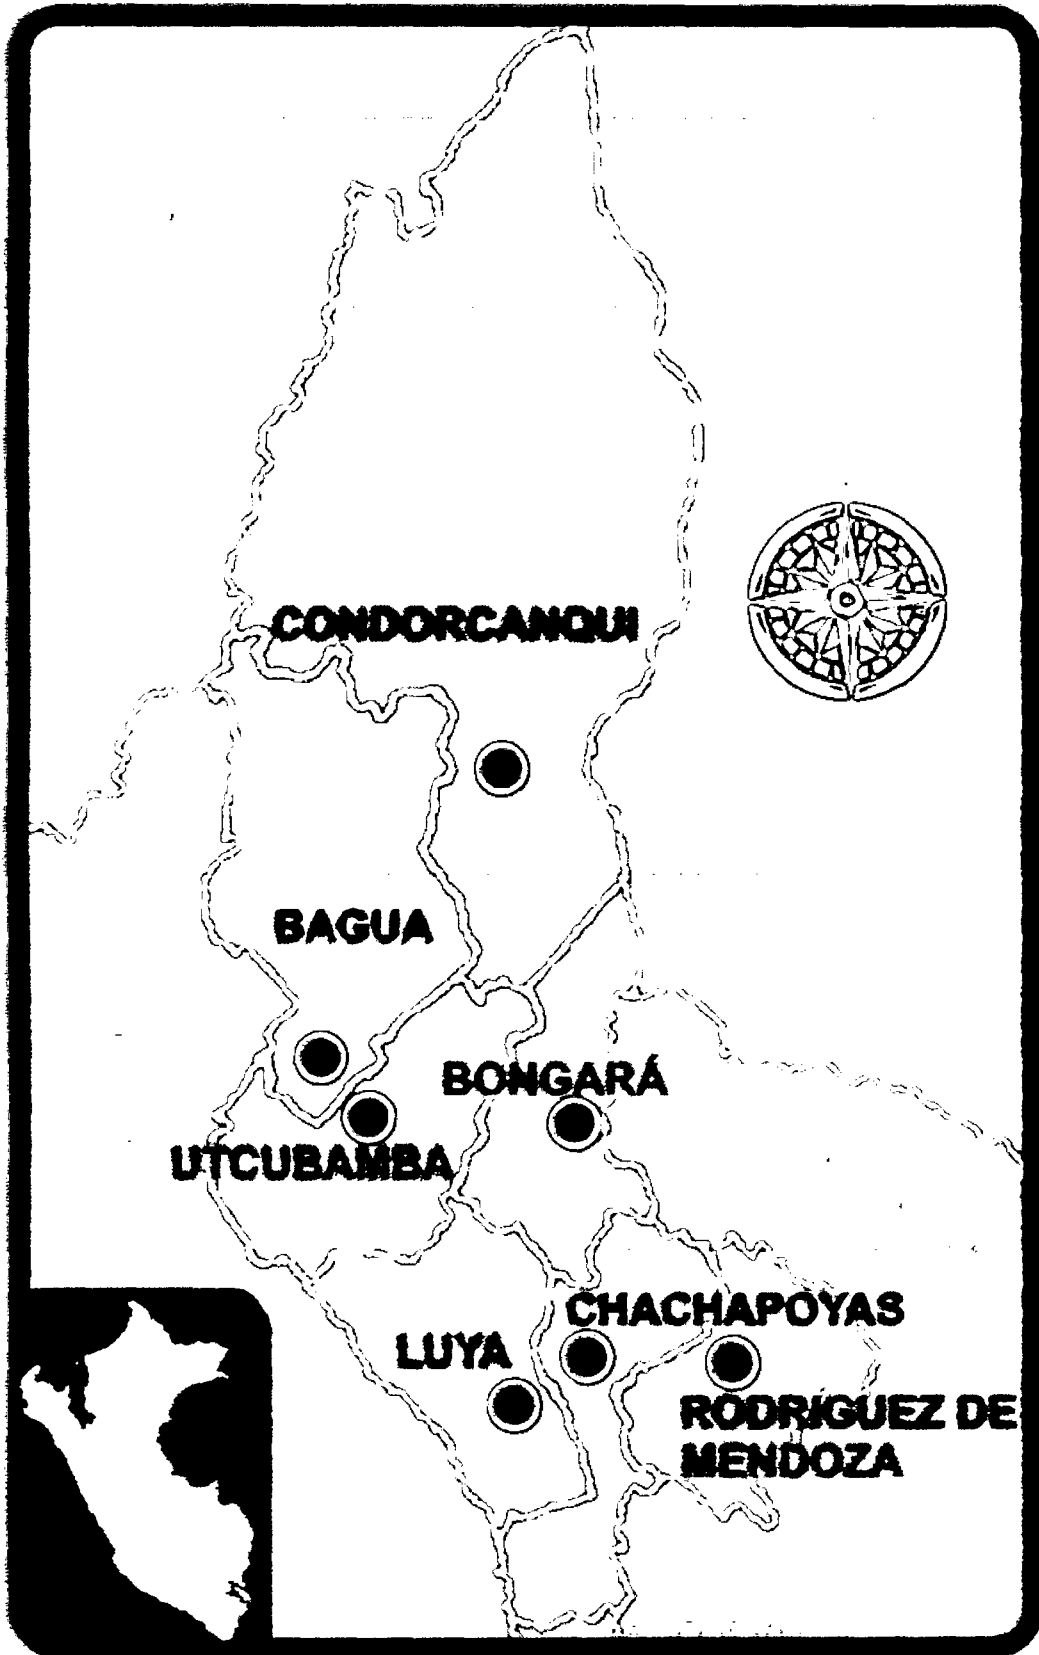 CONDORCANQUI
BAGUA
BONGARÁ
UTCUBAMBA
CHACHAPOYAS
LUYA
RODRIGUEZ DE
MENDOZA